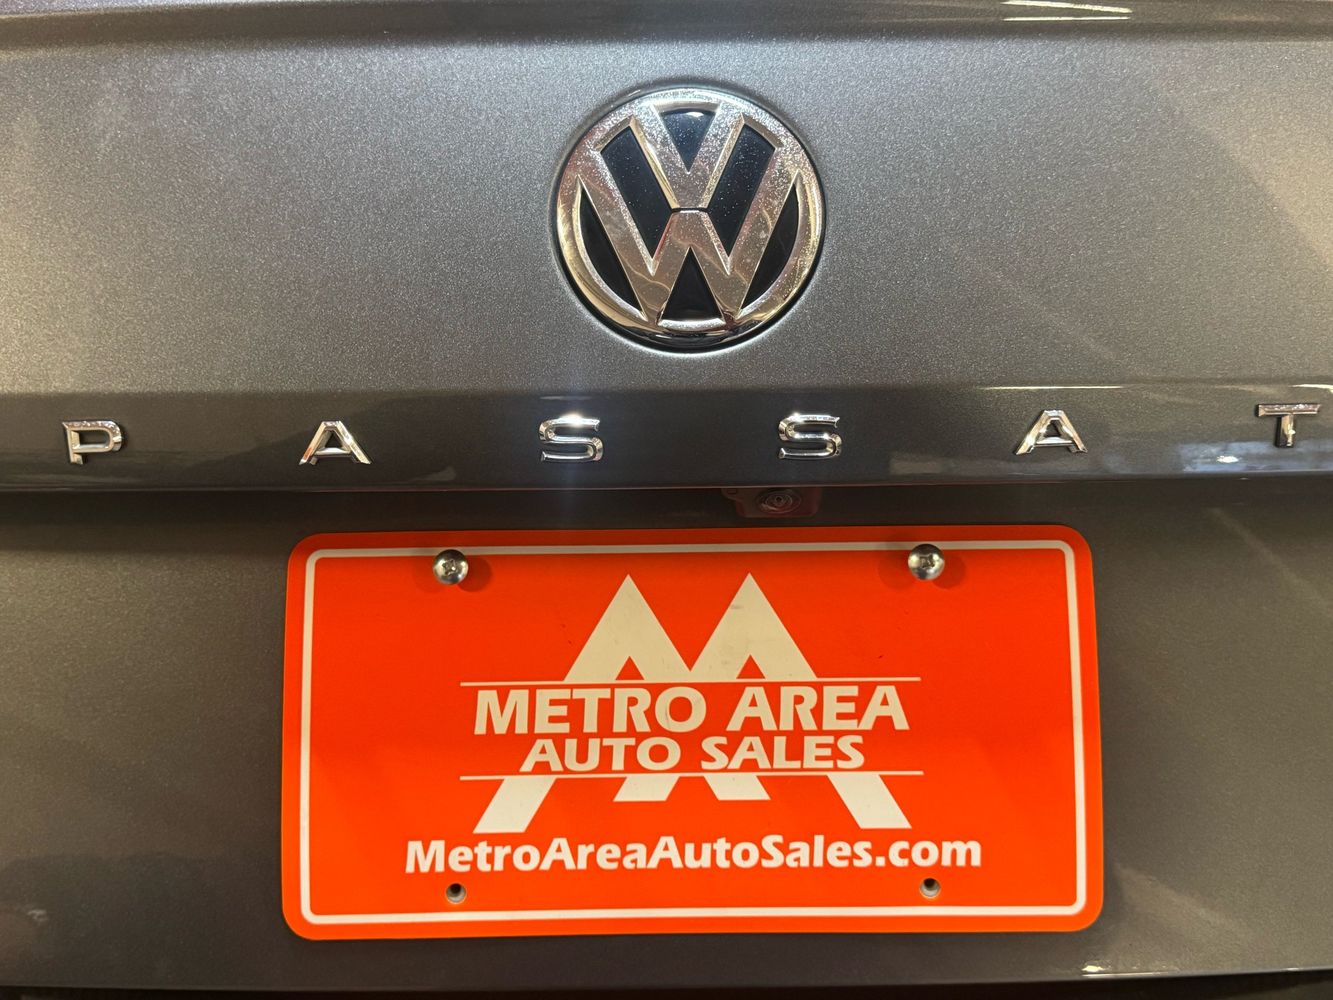 VW
PASSAT
METRO AREA
AUTO SALES
MetroAreaAutoSales.com